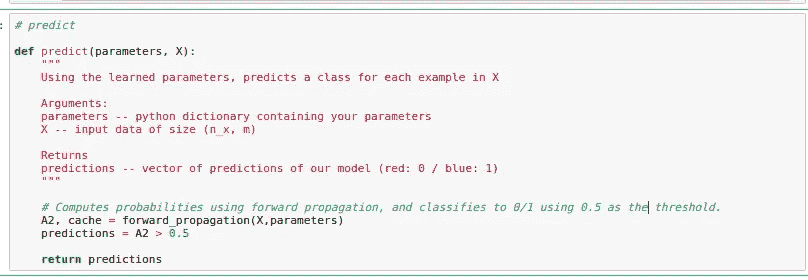 # predict
def predict(parameters, X):
"""
Using the learned parameters, predicts a class for each example in X
Arguments:
parameters -- python dictionary containing your parameters
X -- input data of size (n_x, m)
Returns
predictions -- vector of predictions of our model (red: 0 / blue: 1)
"""
# Computes probabilities using forward propagation, and classifies to 0/1 using 0.5 as the threshold.
A2, cache = forward_propagation(X,parameters)
predictions = A2 > 0.5
return predictions